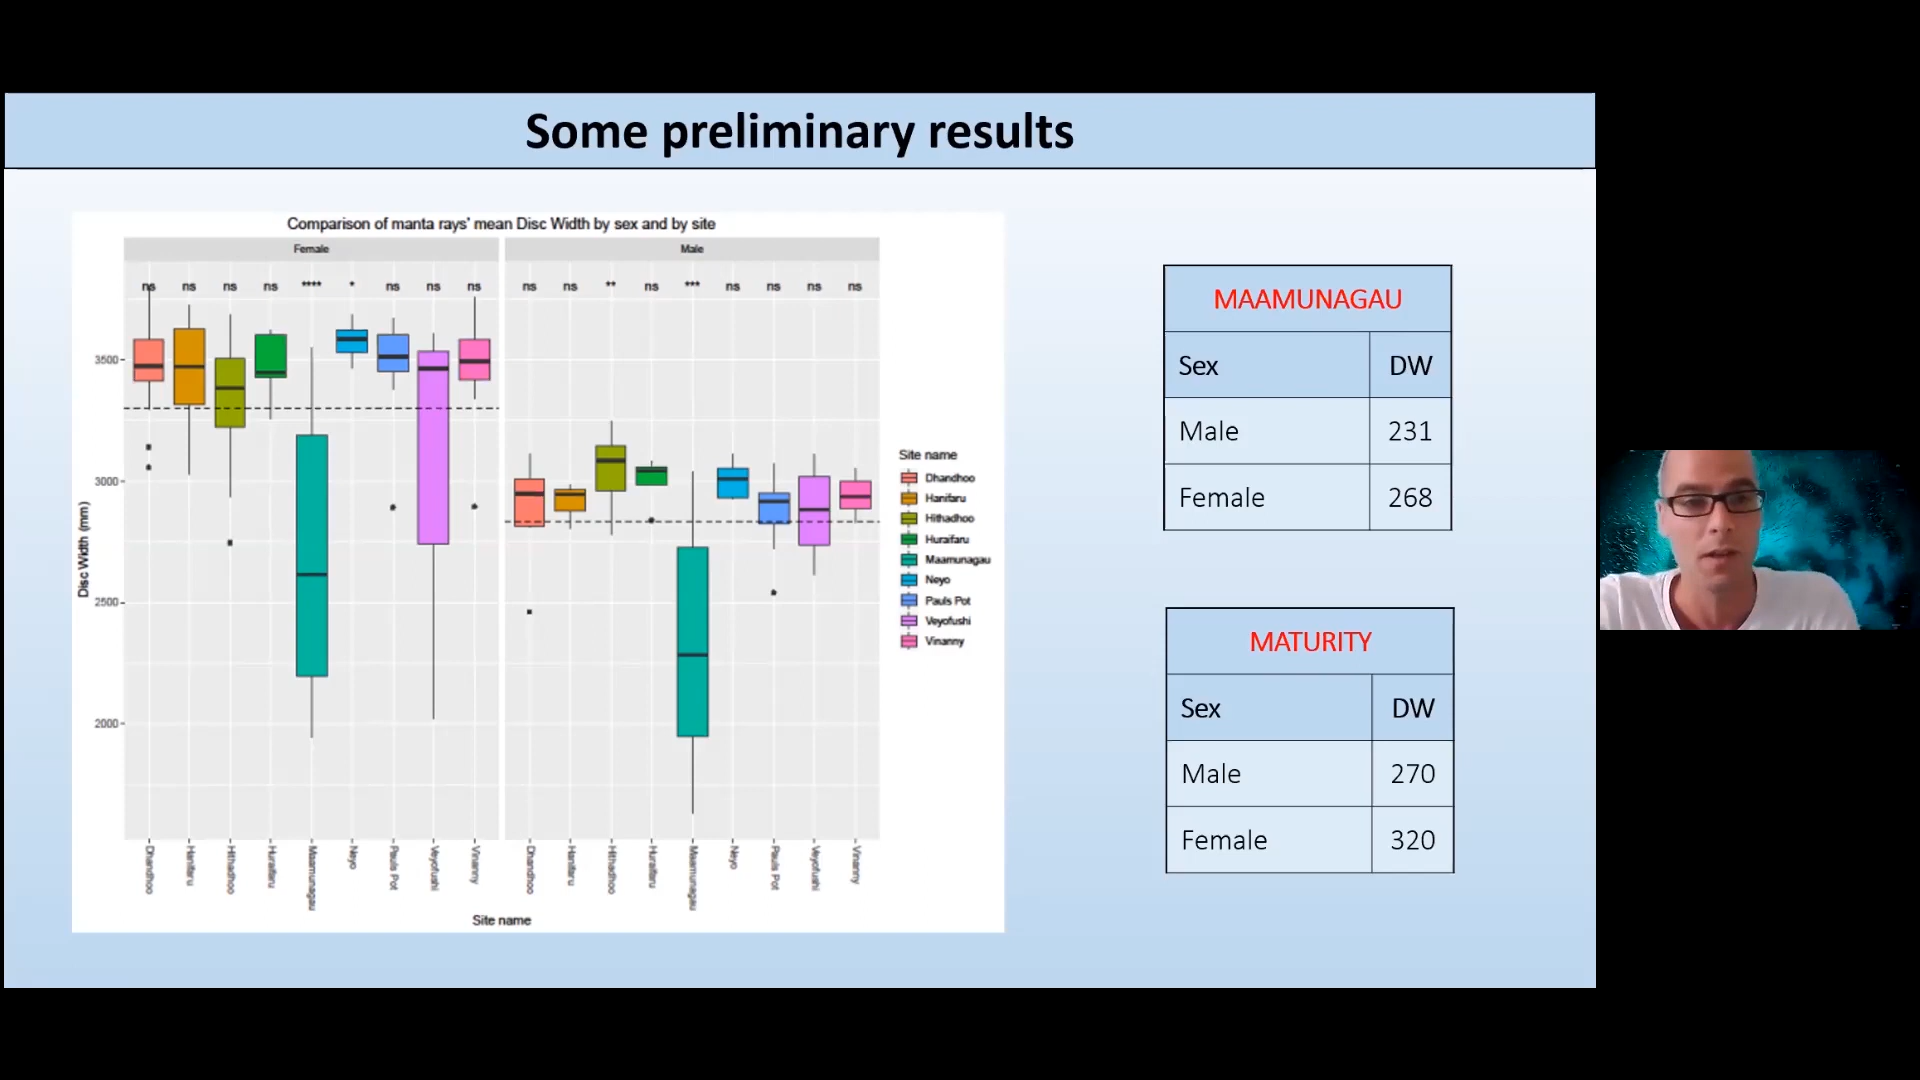 Some preliminary results
Comparison of manta rays' mean Disc Width by sex and by site
Female
Male
ns ns ns ns **** * ns ns ns
ns ns ** ns *** ns ns ns ns
3500
3000
2500
2000
Disc Width (mm)
Dhandhoo
Hanifaru
Hithadhoo
Huraifaru
Maamunagau
Neyo
Pauls Pot
Veyofushi
Vinanny
Dhandhoo
Hanifaru
Hithadhoo
Huraifaru
Maamunagau
Neyo
Pauls Pot
Veyofushi
Vinanny
Site name
Site name
Dhandhoo
Hanifaru
Hithadhoo
Huraifaru
Maamunagau
Neyo
Pauls Pot
Veyofushi
Vinanny
MAAMUNAGAU
Sex DW
Male 231
Female 268
MATURITY
Sex DW
Male 270
Female 320